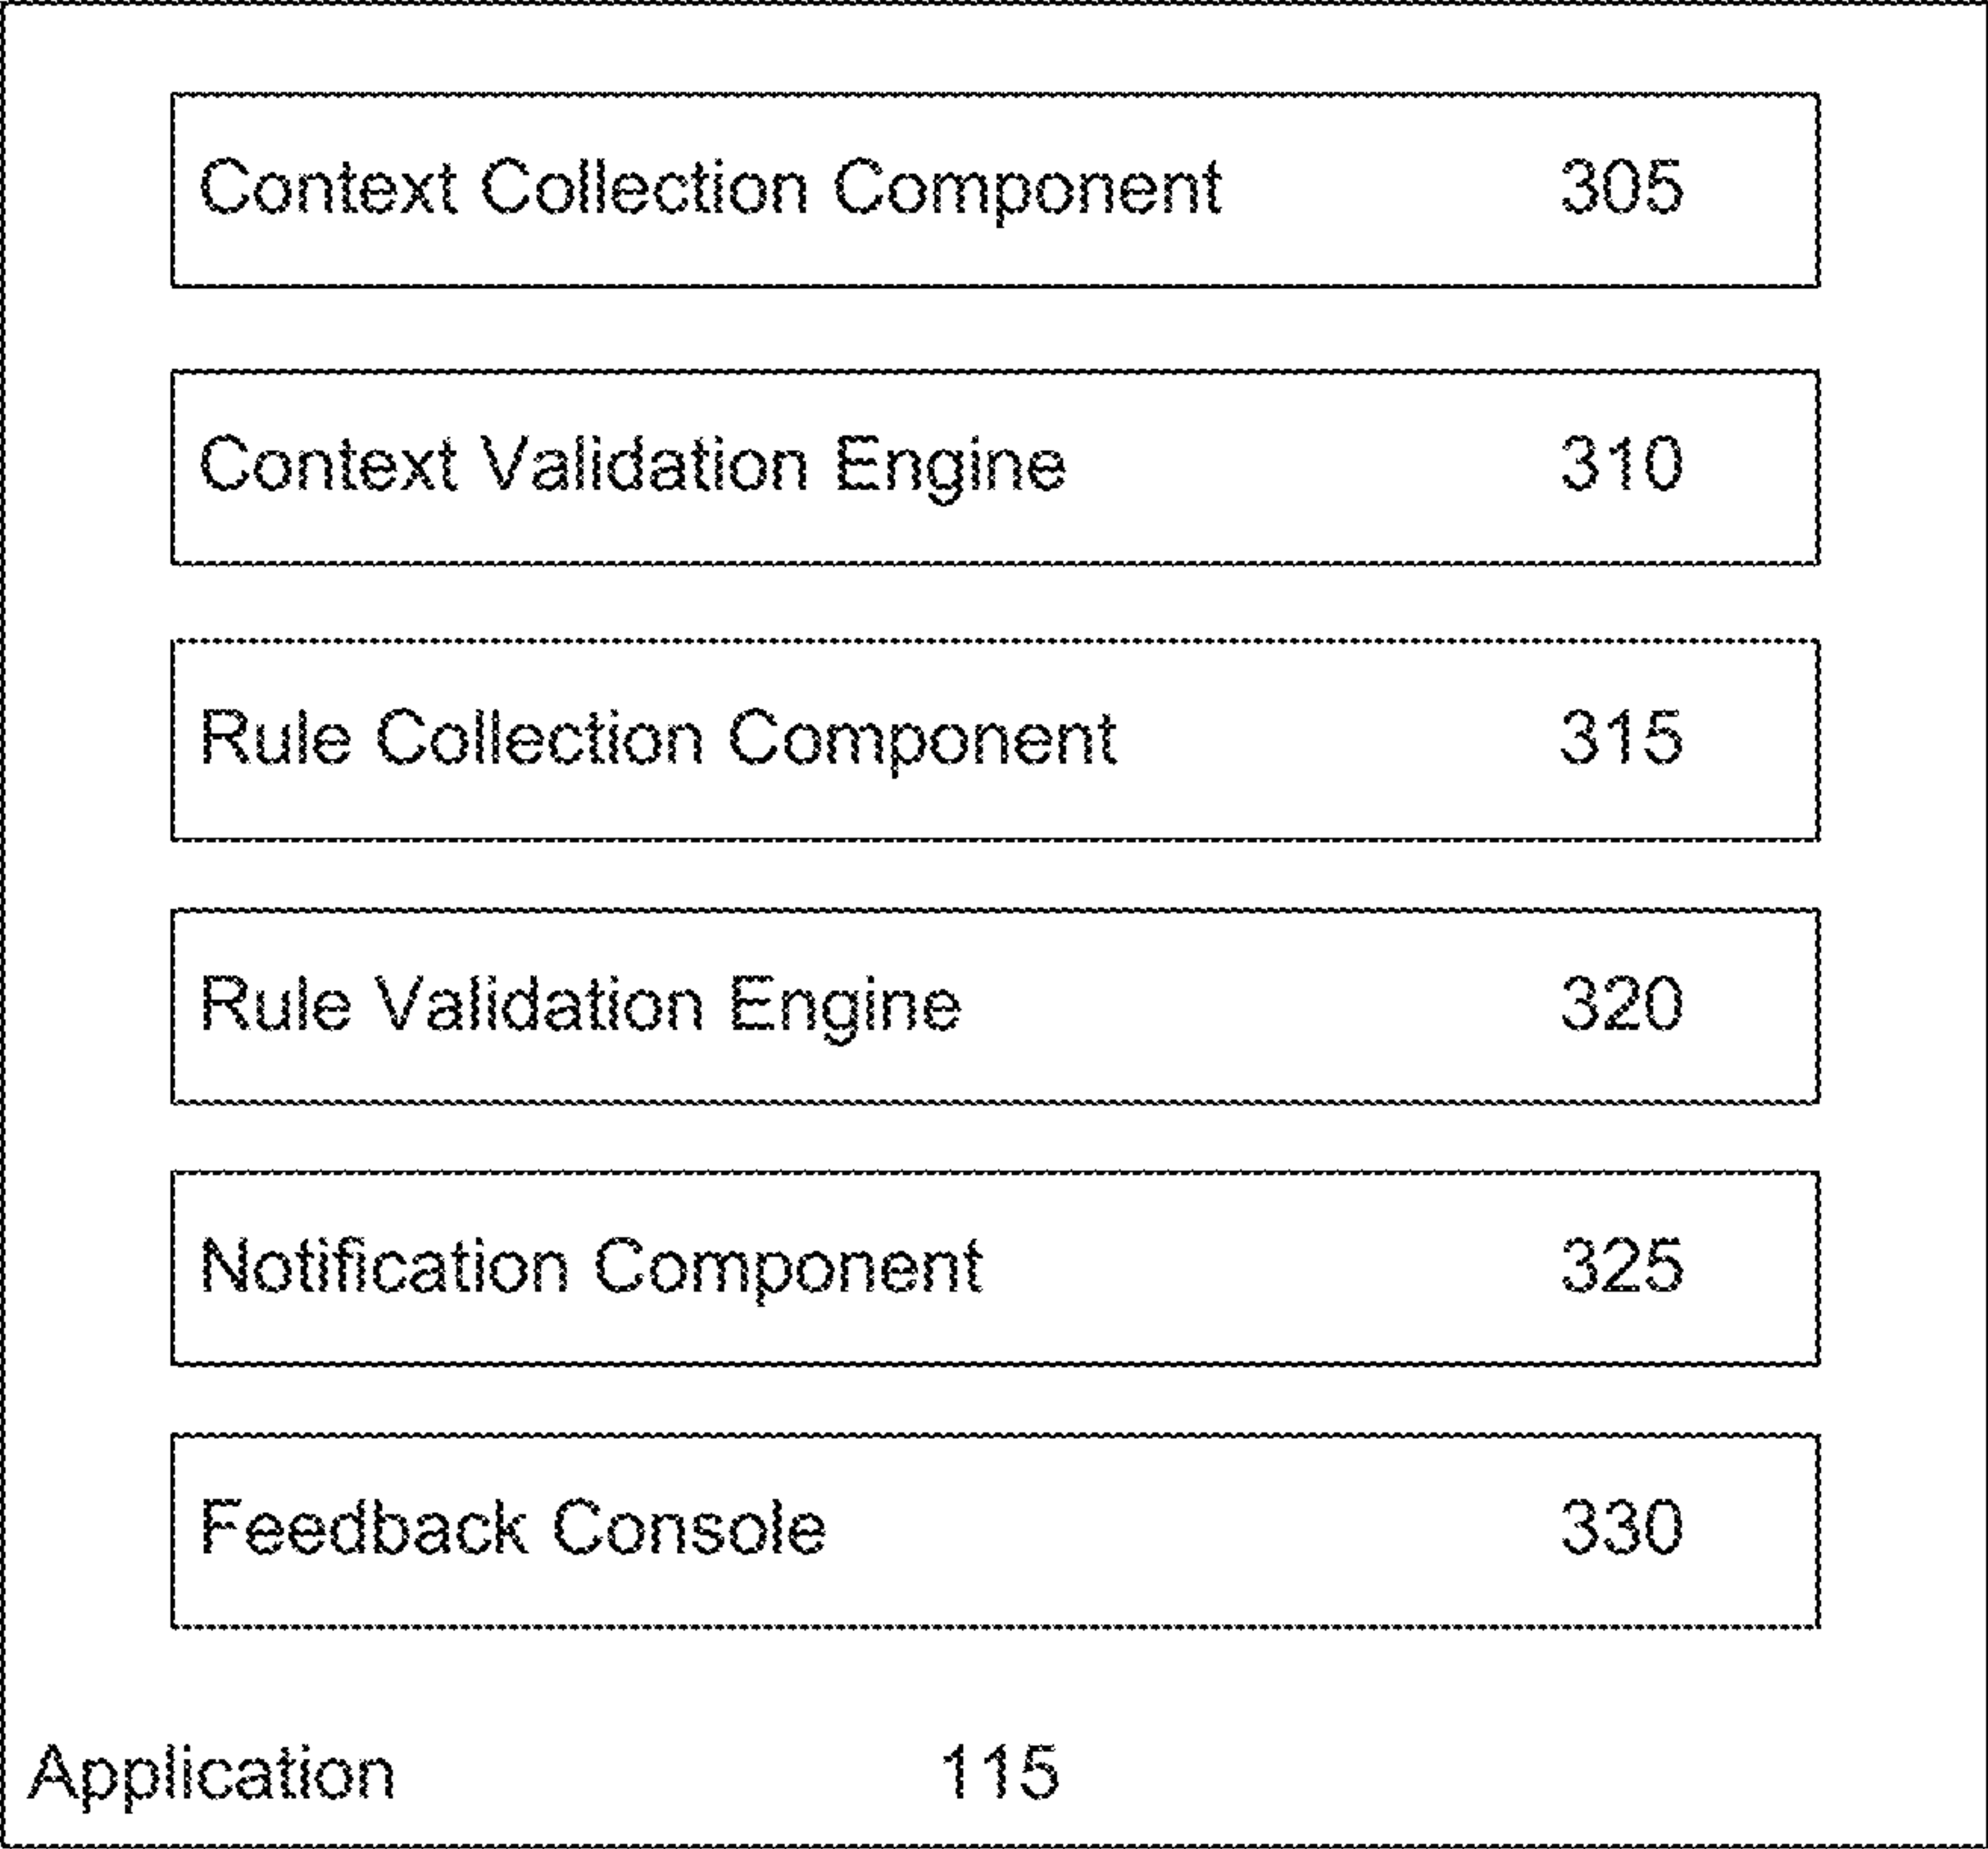 Context Collection Component 305
Context Validation Engine 310
Rule Collection Component 315
Rule Validation Engine 320
Notification Component 325
Feedback Console 330
Application 115